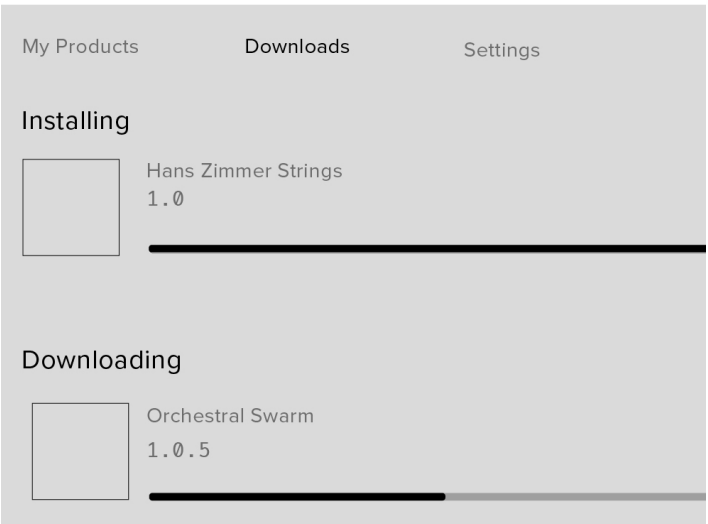 My Products
Downloads
Settings
Installing
Hans Zimmer Strings
1.0
Downloading
Orchestral Swarm
1.0.5